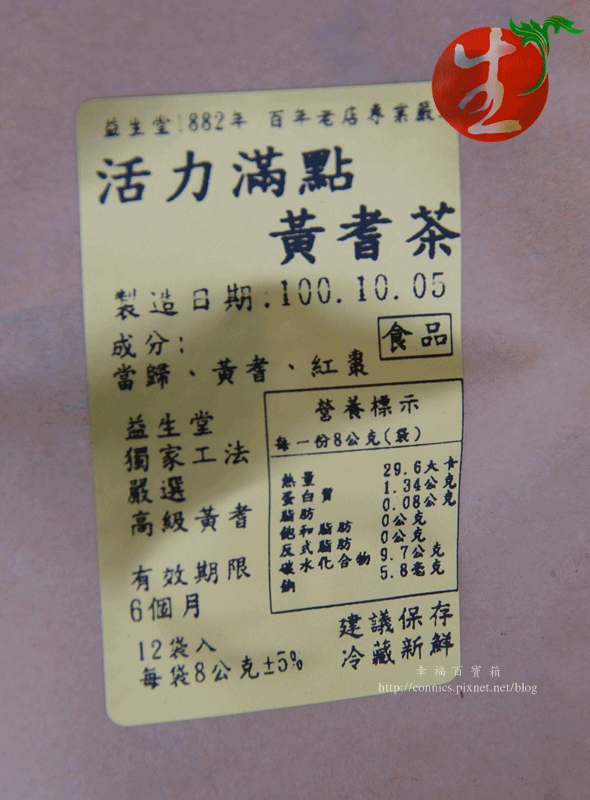 生
益生堂1882年 百年老店專業嚴
活力滿點
黃耆茶
製造日期.100.10.05
食品
成分:
當歸、黃耆、紅棗
益生堂
獨家工法
嚴選
高級黃耆
有效期限
6個月
12袋入
每袋8公克±5%
營養標示
每一份8公克(袋)
熱量 29.6大卡
蛋白質 1.34公克
脂肪 0.08公克
飽和脂肪 0公克
反式脂肪 0公克
碳水化合物 9.7公克
鈉 5.8毫克
建議保存
冷藏新鮮
幸福百寶箱
http://connics.pixnet.net/blog